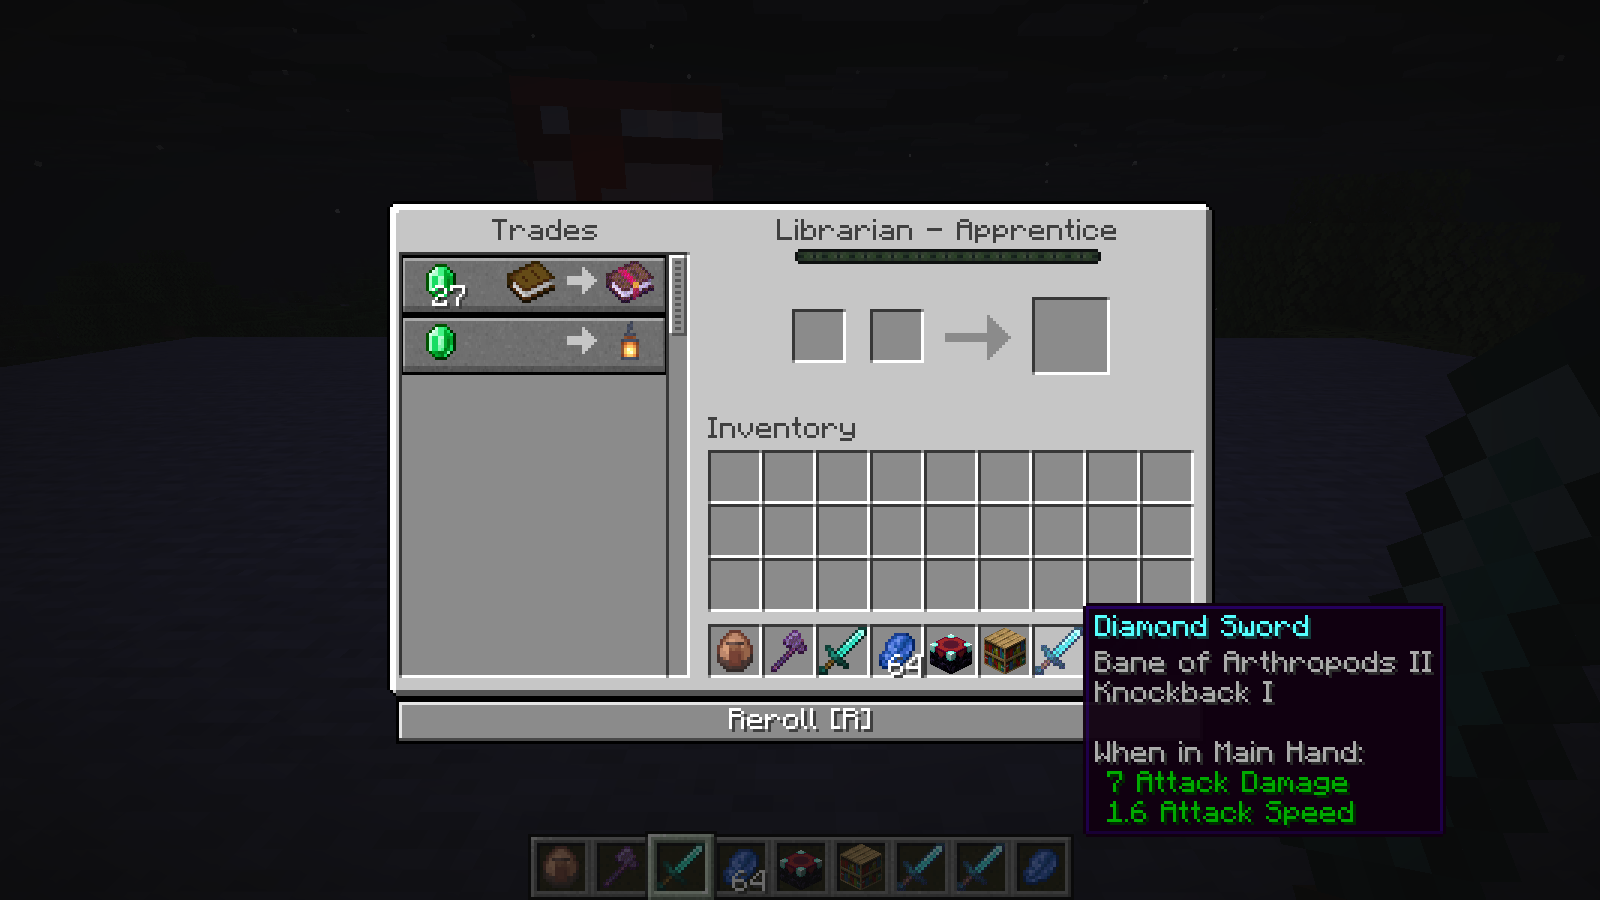 Trades
Librarian - Apprentice
27
Inventory
64
Diamond Sword
Bane of Arthropods II
Knockback I
When in Main Hand:
7 Attack Damage
1.6 Attack Speed
Reroll [R]
64